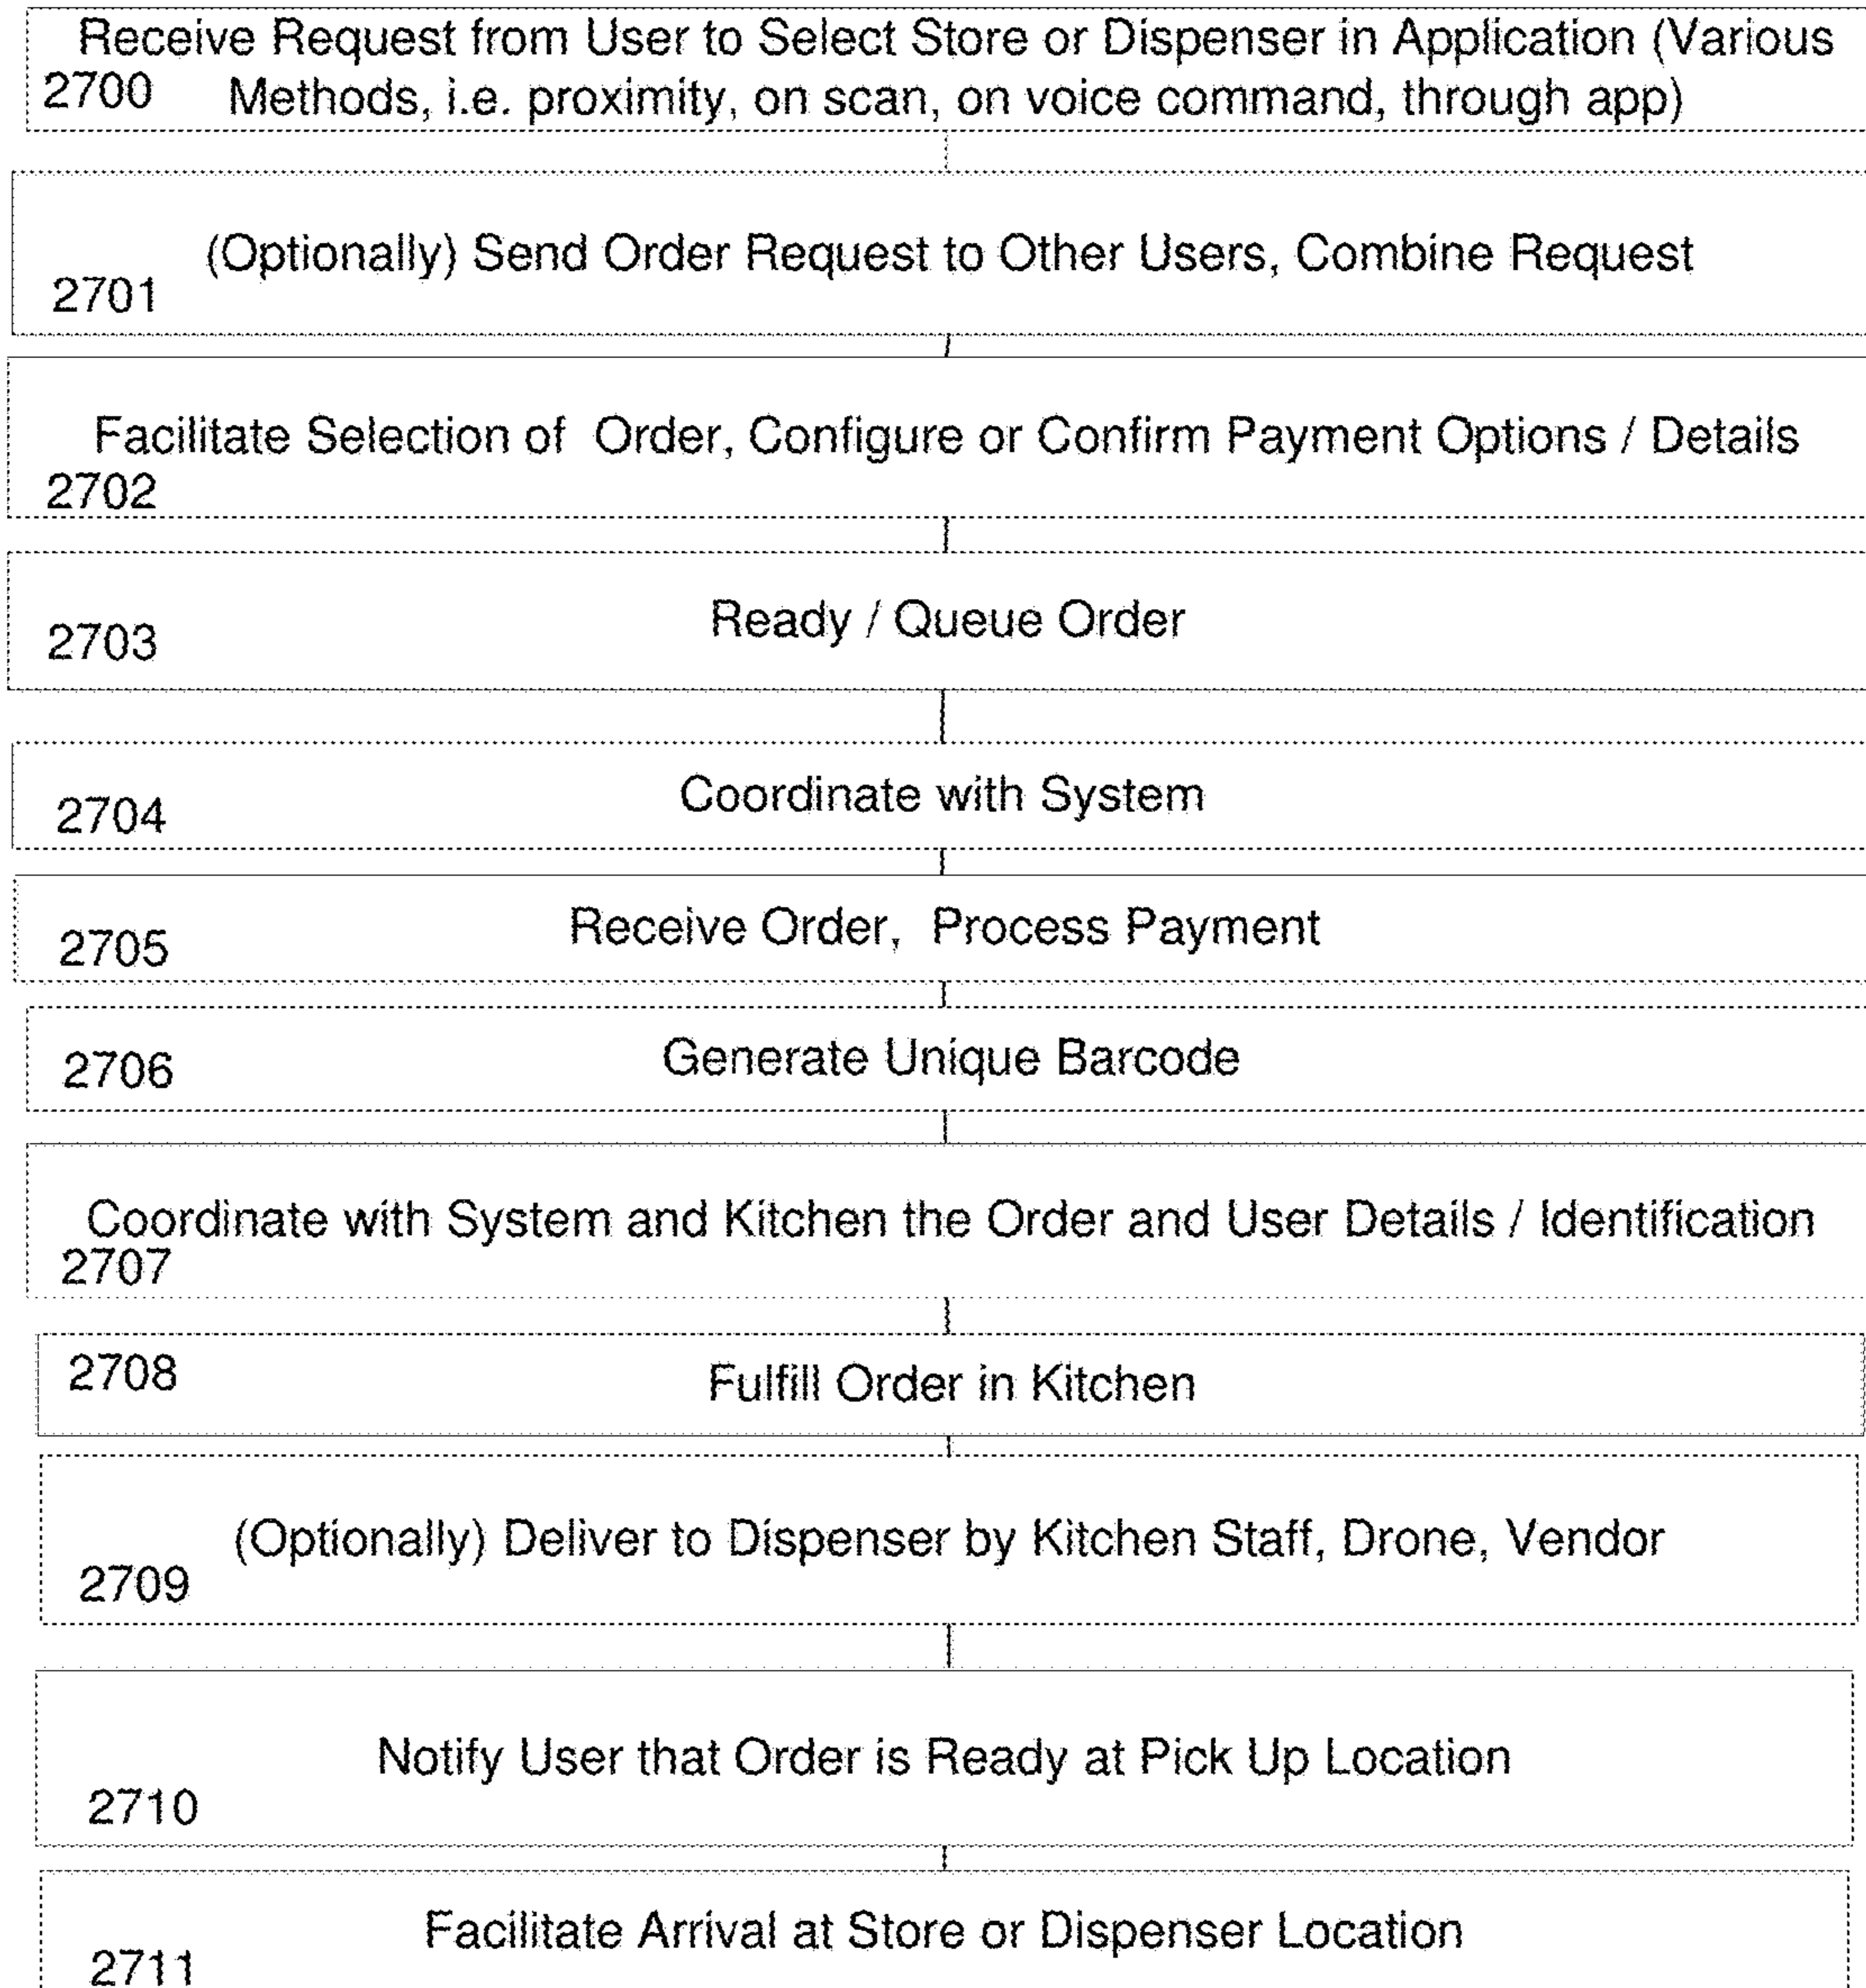 Receive Request from User to Select Store or Dispenser in Application (Various
2700 Methods, i.e. proximity, on scan, on voice command, through app)
(Optionally) Send Order Request to Other Users, Combine Request
2701
Facilitate Selection of Order, Configure or Confirm Payment Options / Details
2702
Ready / Queue Order
2703
Coordinate with System
2704
Receive Order, Process Payment
2705
Generate Unique Barcode
2706
Coordinate with System and Kitchen the Order and User Details / Identification
2707
2708
Fulfill Order in Kitchen
(Optionally) Deliver to Dispenser by Kitchen Staff, Drone, Vendor
2709
Notify User that Order is Ready at Pick Up Location
2710
Facilitate Arrival at Store or Dispenser Location
2711